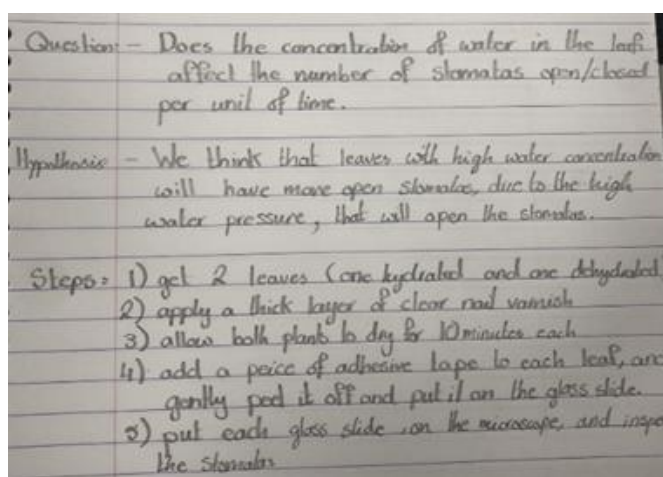 Question:- Does the concentration of water in the leaf
affect the number of stomatas open/closed
per unit of time.
Hypothesis - We think that leaves with high water concentration
will have more open stomatas, due to the high
water pressure, that will open the stomatas.
Steps: 1) get 2 leaves (one hydrated and one dehydrated
2) apply a thick layer of clear nail varnish
3) allow both plants to dry for 10 minutes each
4) add a peice of adhesive tape to each leaf, and
gently peel it off and put it on the glass slide.
5) put each glass slide on the microscope, and inspe
the stomatas